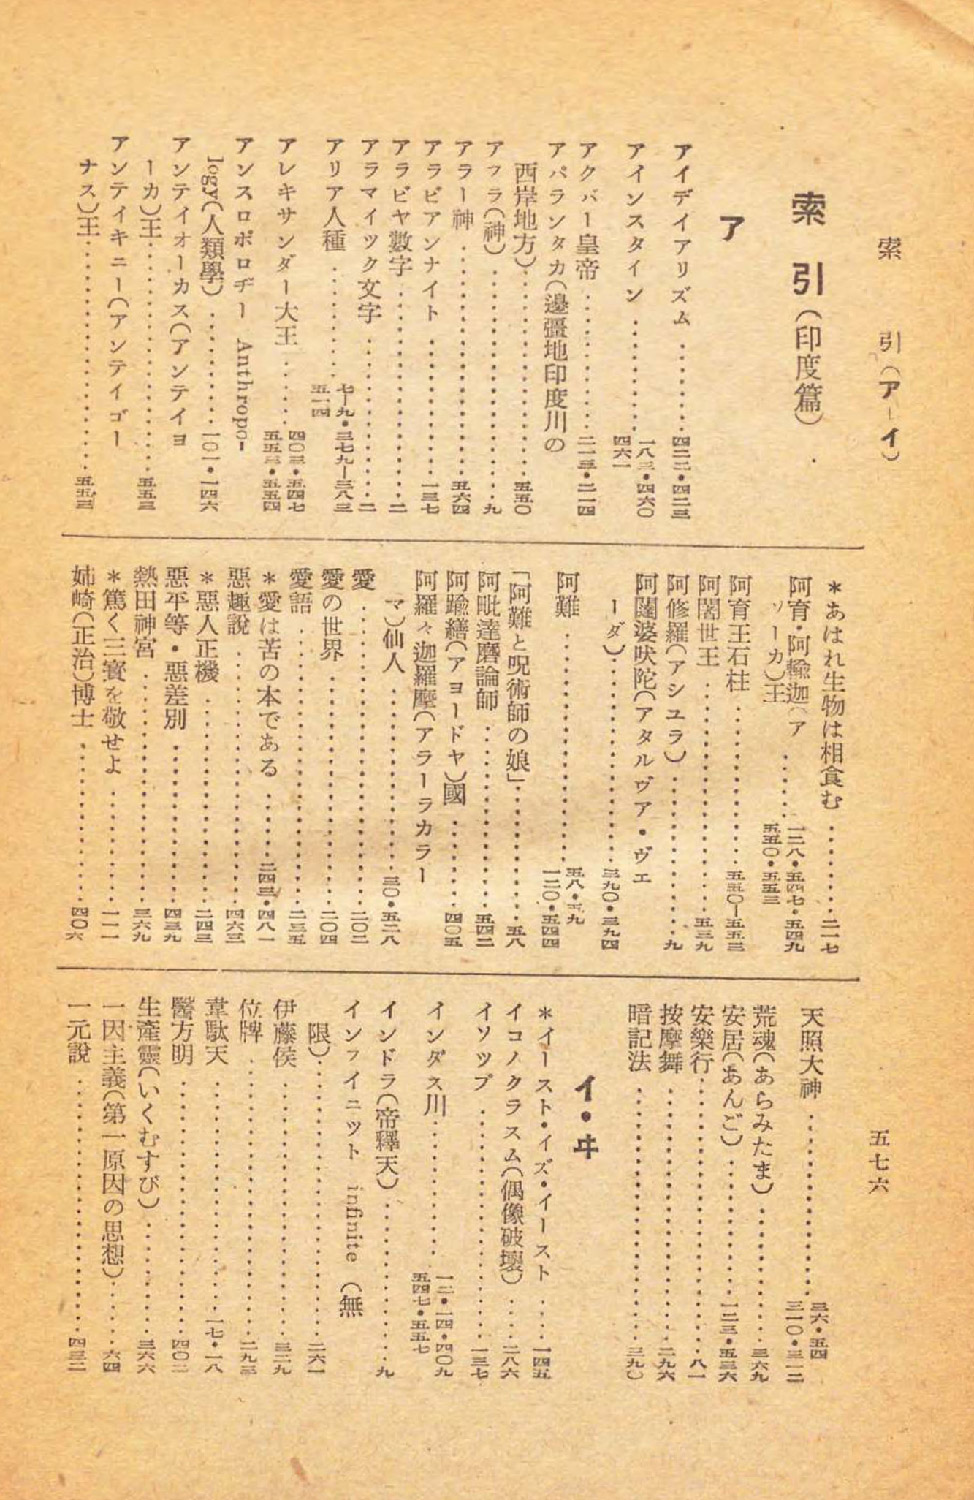 索　引（アーイ）
五七六
索　引（印度篇）
ア
アイデイアリズム………四二二・四二三
アインスタイン………一八三・四六〇
四六一
アクバー皇帝………二一三・二一四
アパランタカ（邊彊地印度川の
西岸地方）………五五〇
アフラ（神）………九
アラー神………五六四
アラビアンナイト………一三七
アラビヤ數字………二
アラマイック文字………二
アリア人種………七―九・三七九―三八三
五一四
アレキサンダー大王………四〇三・五四七
五五三・五五四
アンスロポロヂー　Anthropo-
logy（人類學）………一〇一・一四六
アンティオーカス（アンティヨ
ーカ）王………五五三
アンティキニー（アンティゴー
ナス）王………五五三
＊あはれ生物は相食む………二一七
阿育・阿輸迦（ア………一二八・五四七・五四九
ソーカ）王　五五〇・五五三
阿育王石柱………五五〇―五五三
阿闍世王………五三九
阿修羅（アシユラ）………九
阿闥婆吠陀（アタルヴア・ヴエ
ーダ）………三九〇・三九四
阿難………五八・
一二〇・五四四
「阿難と呪術師の娘」………五八
阿毗達磨論師………五四二
阿踰繕（アヨードヤ）國………四〇五
阿羅々迦羅摩（アラーラカラー
マ）仙人………三〇・五二八
愛………二〇二
愛の世界………二〇四
愛語………二三五
＊愛は苦の本である………二四三・四八一
惡趣說………四六三
＊惡人正機………二四三
惡平等・惡差別………四三九
熱田神宮………三六九
＊篤く三寳を敬せよ………一一一
姉崎（正治）博士………四〇六
天照大神………三六・五四
三一〇・三一二
荒魂（あらみたま）………三六九
安居（あんご）………一二三・五三六
安樂行………八一
按摩舞………二九六
暗記法………三九〇
イ・ヰ
＊イースト・イズ・イースト………一四五
イコノクラスム（偶像破壞）………二八六
イソップ………一三七
インダス川………一二・一四・四〇九
五四七・五五七
インドラ（帝釋天）………九
インフイニット　infinite（無
限）………二六一
伊藤侯………三二九
位牌………二九三
韋駄天………一七・一八
醫方明………四〇二
生產靈（いくむすび）………三六六
一因主義（第一原因の思想）………六四
一元說………四三二